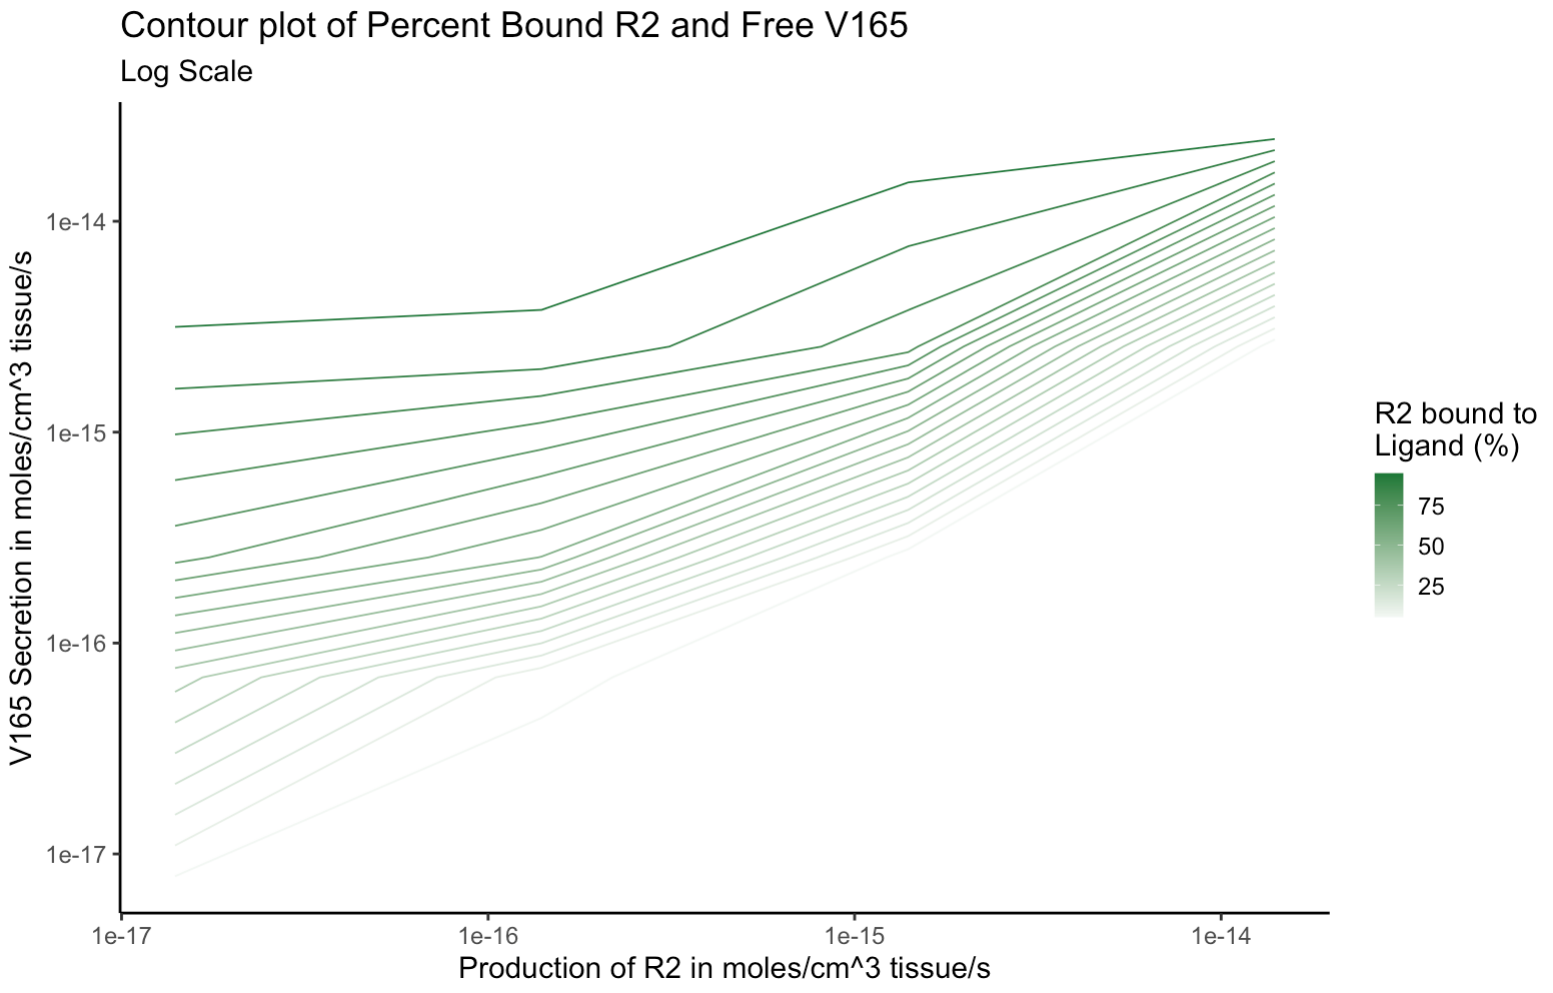 Contour plot of Percent Bound R2 and Free V165
Log Scale
V165 Secretion in moles/cm^3 tissue/s
1e-14
1e-15
1e-16
1e-17
1e-17
1e-16
1e-15
1e-14
Production of R2 in moles/cm^3 tissue/s
R2 bound to
Ligand (%)
75
50
25